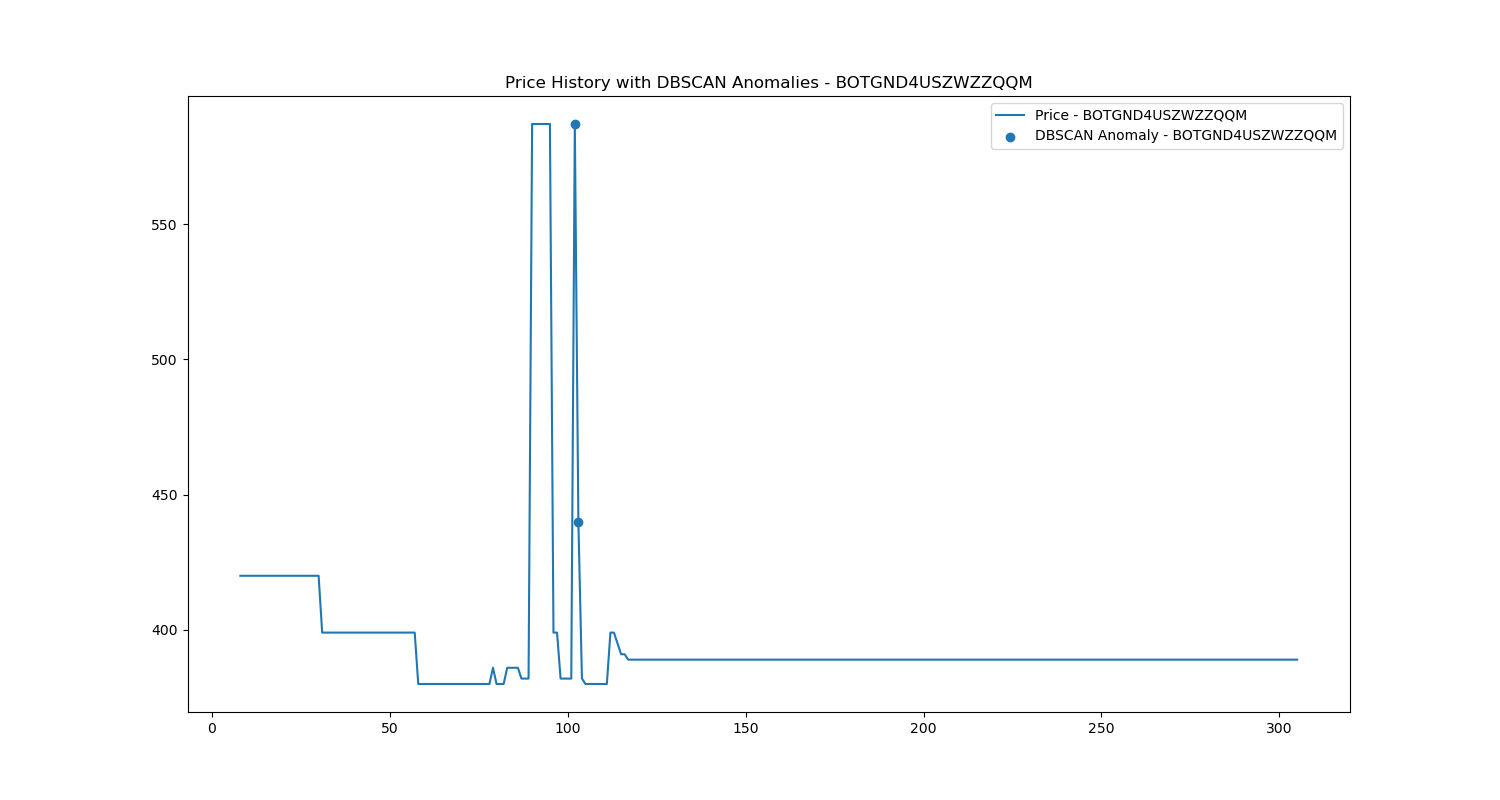 Price History with DBSCAN Anomalies - BOTGND4USZWZZQQM
Price - BOTGND4USZWZZQQM
DBSCAN Anomaly - BOTGND4USZWZZQQM
550
500
450
400
0 50 100 150 200 250 300